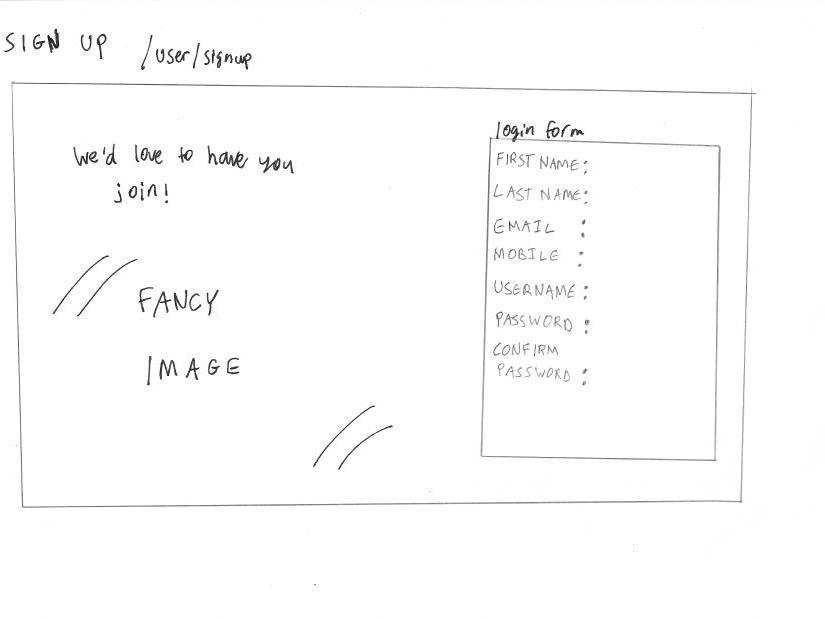 SIGN UP /user/signup
We'd love to have you
join!
FANCY
IMAGE
login form
FIRST NAME:
LAST NAME:
EMAIL :
MOBILE :
USERNAME :
PASSWORD :
CONFIRM
PASSWORD :